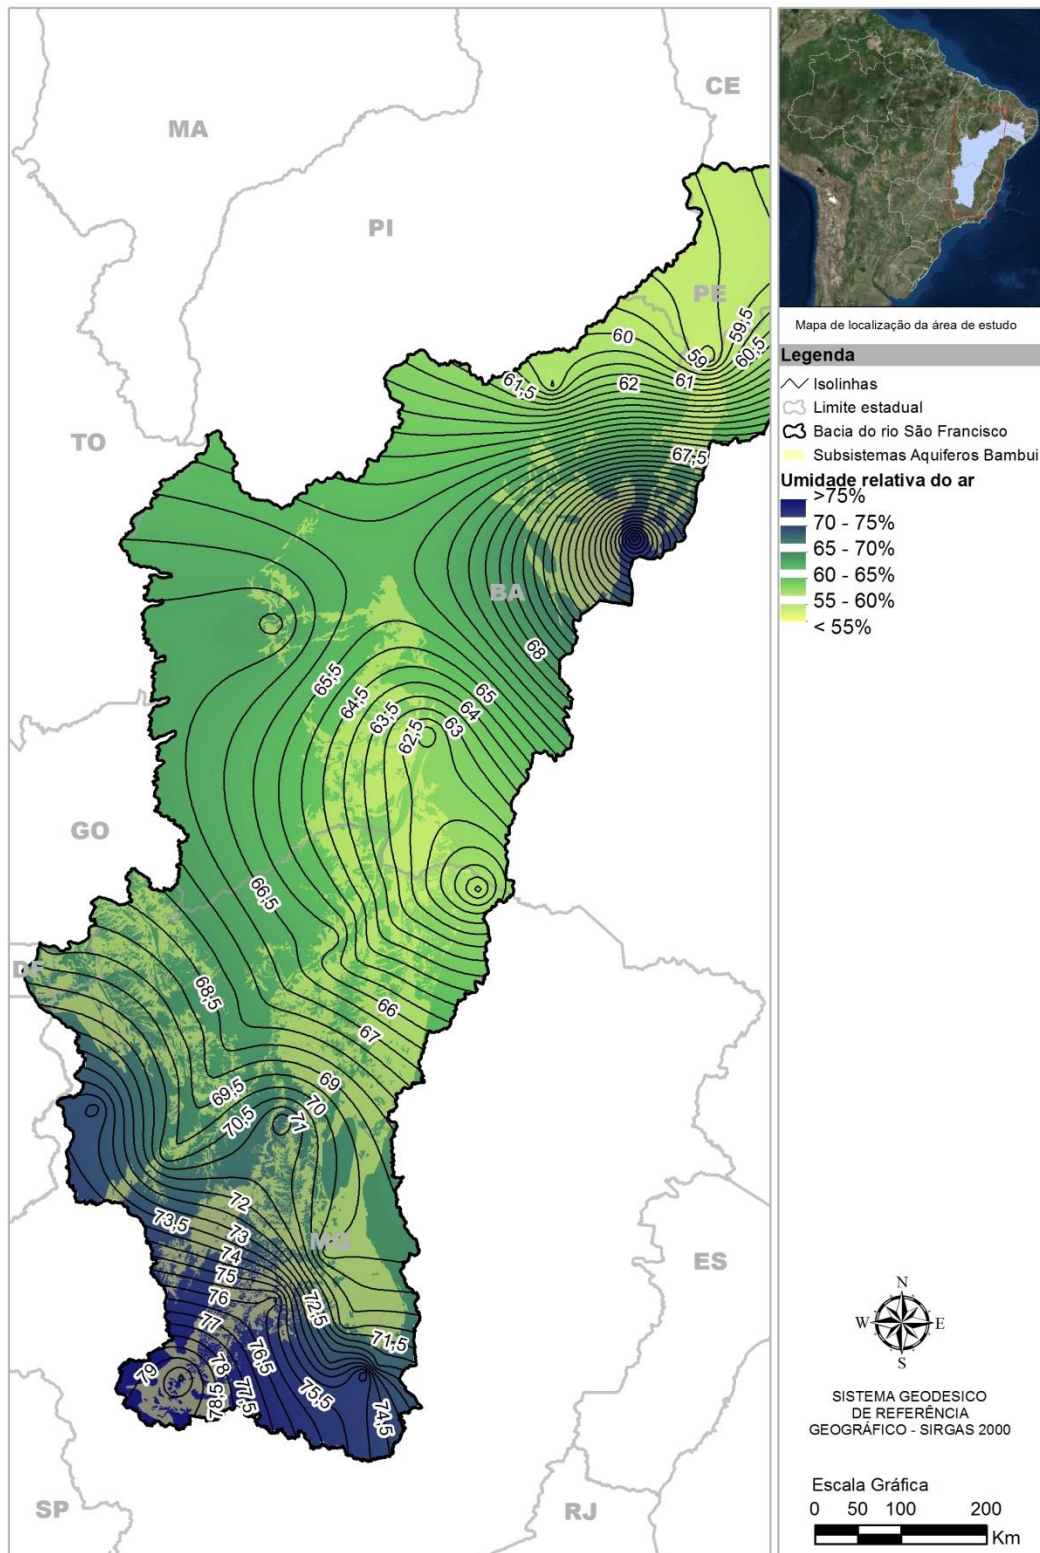 CE
MA
PI
PE
59,5
60
59
60,5
61
62
61,5
TO
67,5
BA
68
65,5
65
64,5
64
63,5
63
62,5
GO
66,5
DF
68,5
66
67
69
69,5
70
70,5
71
72
73,5
73
MG
74
75
ES
76
72,5
77
71,5
76,5
78
79
75,5
77,5
78,5
74,5
SP
RJ
Mapa de localização da área de estudo
Legenda
Isolinhas
Limite estadual
Bacia do rio São Francisco
Subsistemas Aquiferos Bambui
Umidade relativa do ar
>75%
70 - 75%
65 - 70%
60 - 65%
55 - 60%
< 55%
N
W E
S
SISTEMA GEODESICO
DE REFERÊNCIA
GEOGRÁFICO - SIRGAS 2000
Escala Gráfica
0 50 100 200
Km